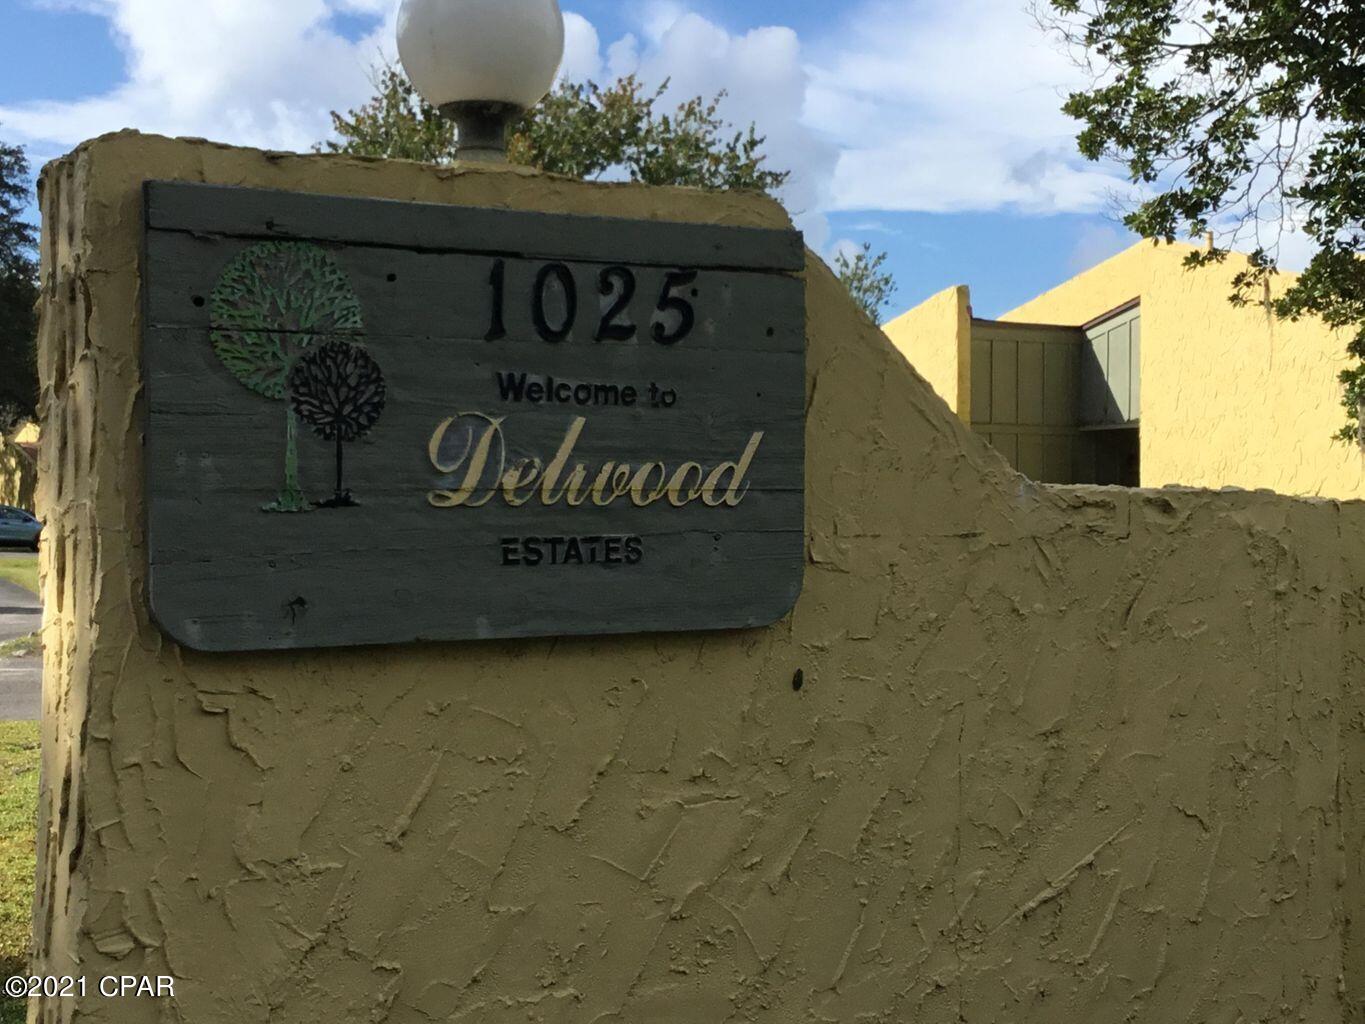 1025
Welcome to
Delwood
ESTATES
©2021 CPAR